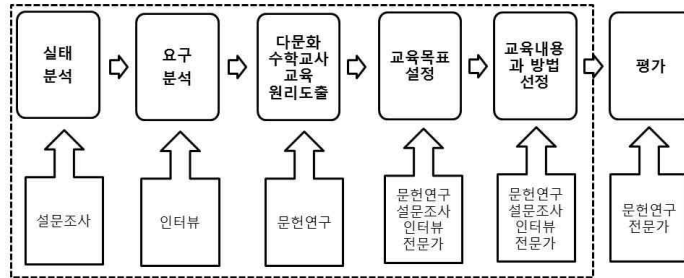 실태
분석
요구
분석
다문화
수학교사
교육
원리도출
교육목표
설정
교육내용
과 방법
선정
평가
설문조사
인터뷰
문헌연구
문헌연구
설문조사
인터뷰
전문가
문헌연구
설문조사
인터뷰
전문가
문헌연구
전문가